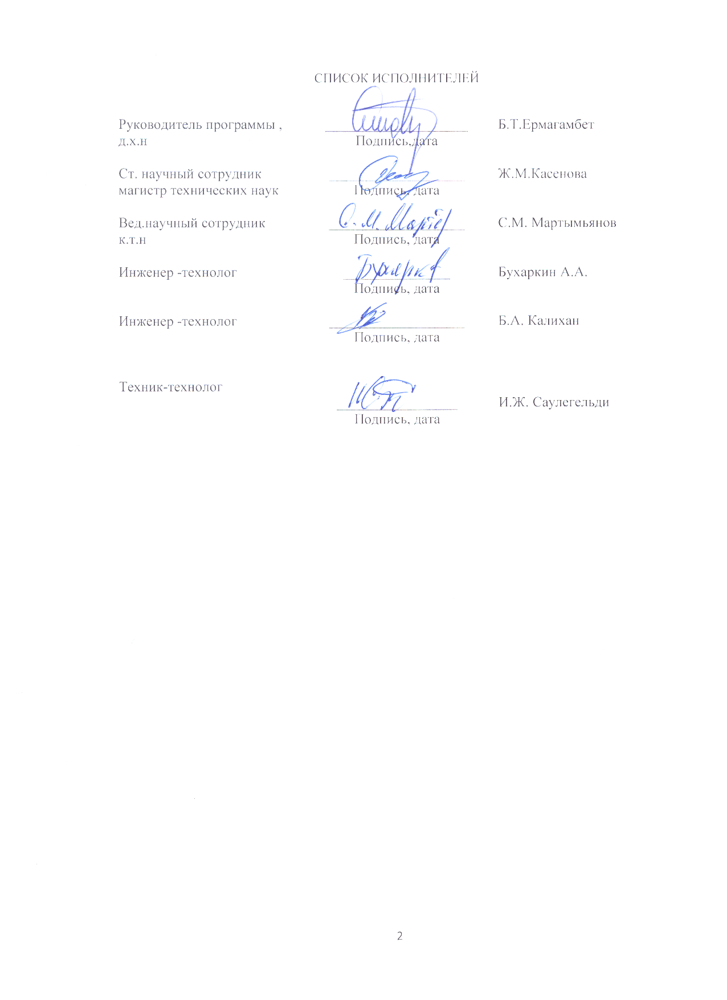 СПИСОК ИСПОЛНИТЕЛЕЙ
Руководитель программы , Б.Т.Ермагамбет
д.х.н Подпись,дата
Ст. научный сотрудник Ж.М.Касенова
магистр технических наук Подпись, дата
Вед.научный сотрудник С.М. Мартымьянов
к.т.н Подпись, дата
Инженер -технолог Бухаркин А.А.
Подпись, дата
Инженер -технолог Б.А. Калихан
Подпись, дата
Техник-технолог
И.Ж. Саулегельди
Подпись, дата
2